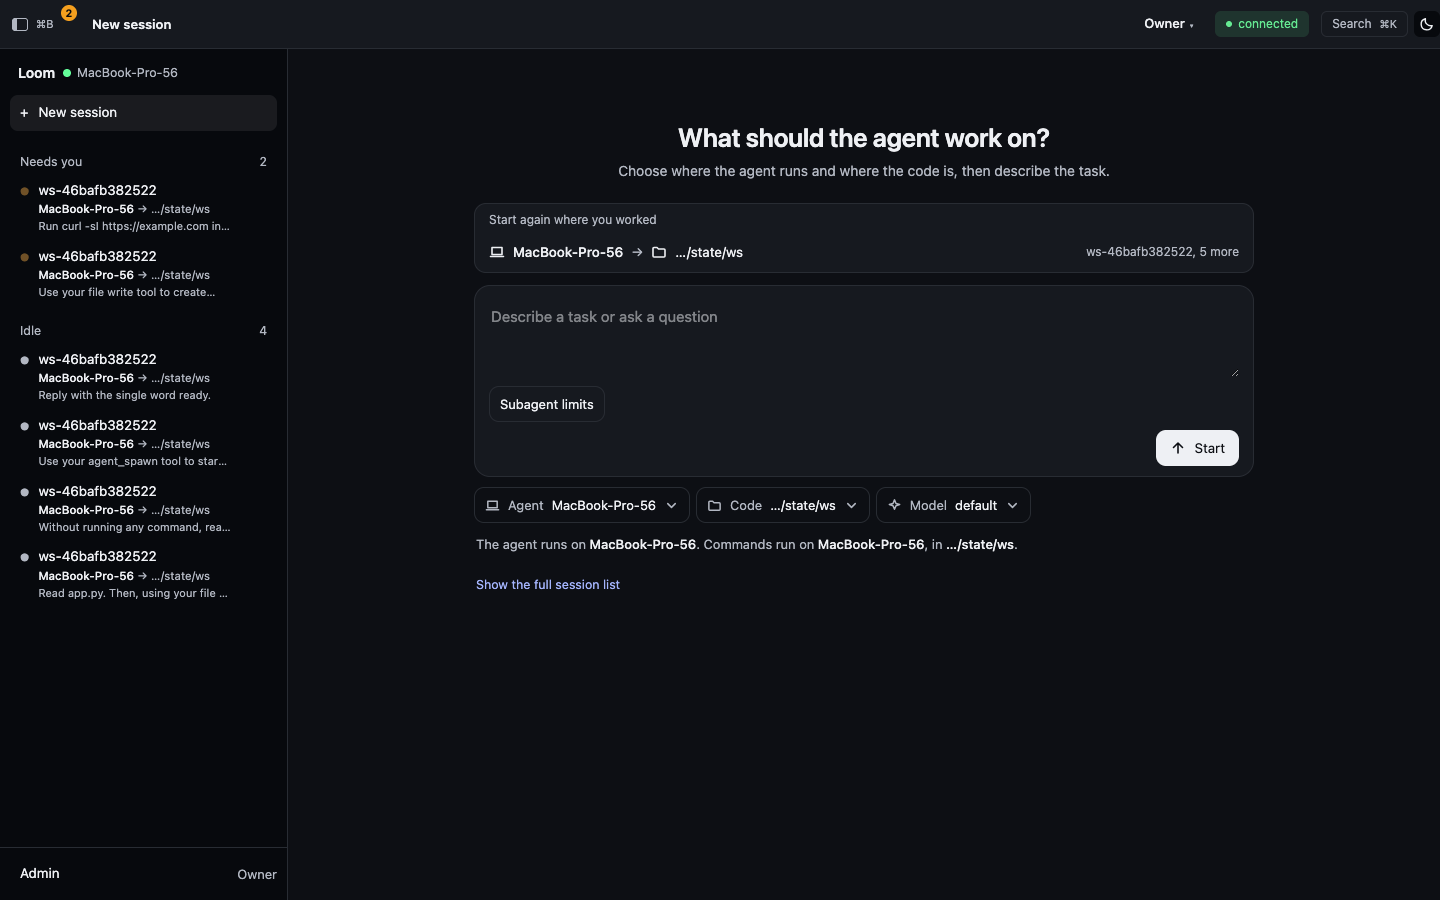 ⌘B
2
New session
Owner
connected
Search ⌘K
Loom MacBook-Pro-56
+ New session
Needs you 2
ws-46bafb382522
MacBook-Pro-56 → .../state/ws
Run curl -sI https://example.com in...
ws-46bafb382522
MacBook-Pro-56 → .../state/ws
Use your file write tool to create...
Idle 4
ws-46bafb382522
MacBook-Pro-56 → .../state/ws
Reply with the single word ready.
ws-46bafb382522
MacBook-Pro-56 → .../state/ws
Use your agent_spawn tool to star...
ws-46bafb382522
MacBook-Pro-56 → .../state/ws
Without running any command, rea...
ws-46bafb382522
MacBook-Pro-56 → .../state/ws
Read app.py. Then, using your file ...
Admin Owner
What should the agent work on?
Choose where the agent runs and where the code is, then describe the task.
Start again where you worked
MacBook-Pro-56 → .../state/ws ws-46bafb382522, 5 more
Describe a task or ask a question
Subagent limits
Start
Agent MacBook-Pro-56
Code .../state/ws
Model default
The agent runs on MacBook-Pro-56. Commands run on MacBook-Pro-56, in .../state/ws.
Show the full session list